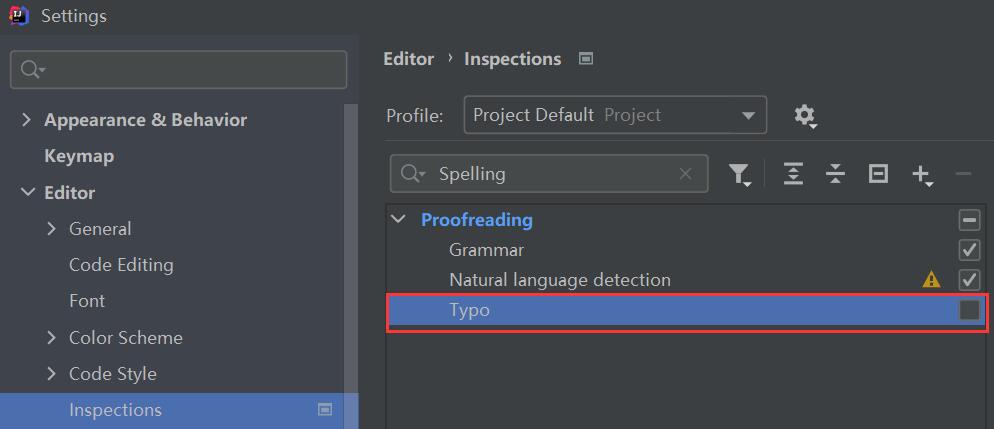 Settings
Appearance & Behavior
Keymap
Editor
General
Code Editing
Font
Color Scheme
Code Style
Inspections
Editor › Inspections
Profile: Project Default Project
Spelling
Proofreading
Grammar
Natural language detection
Typo